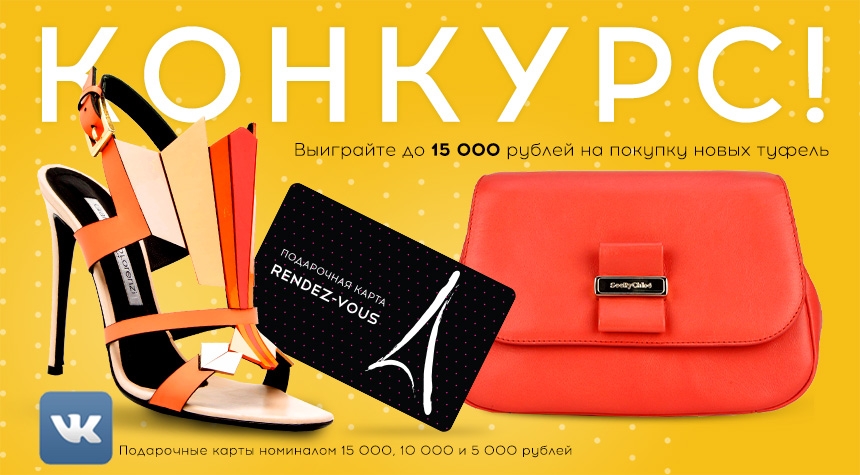 КОНКУРС!
Выиграйте до 15 000 рублей на покупку новых туфель
ПОДАРОЧНАЯ КАРТА
RENDEZ-VOUS
SeeByChloé
Подарочные карты номиналом 15 000, 10 000 и 5 000 рублей